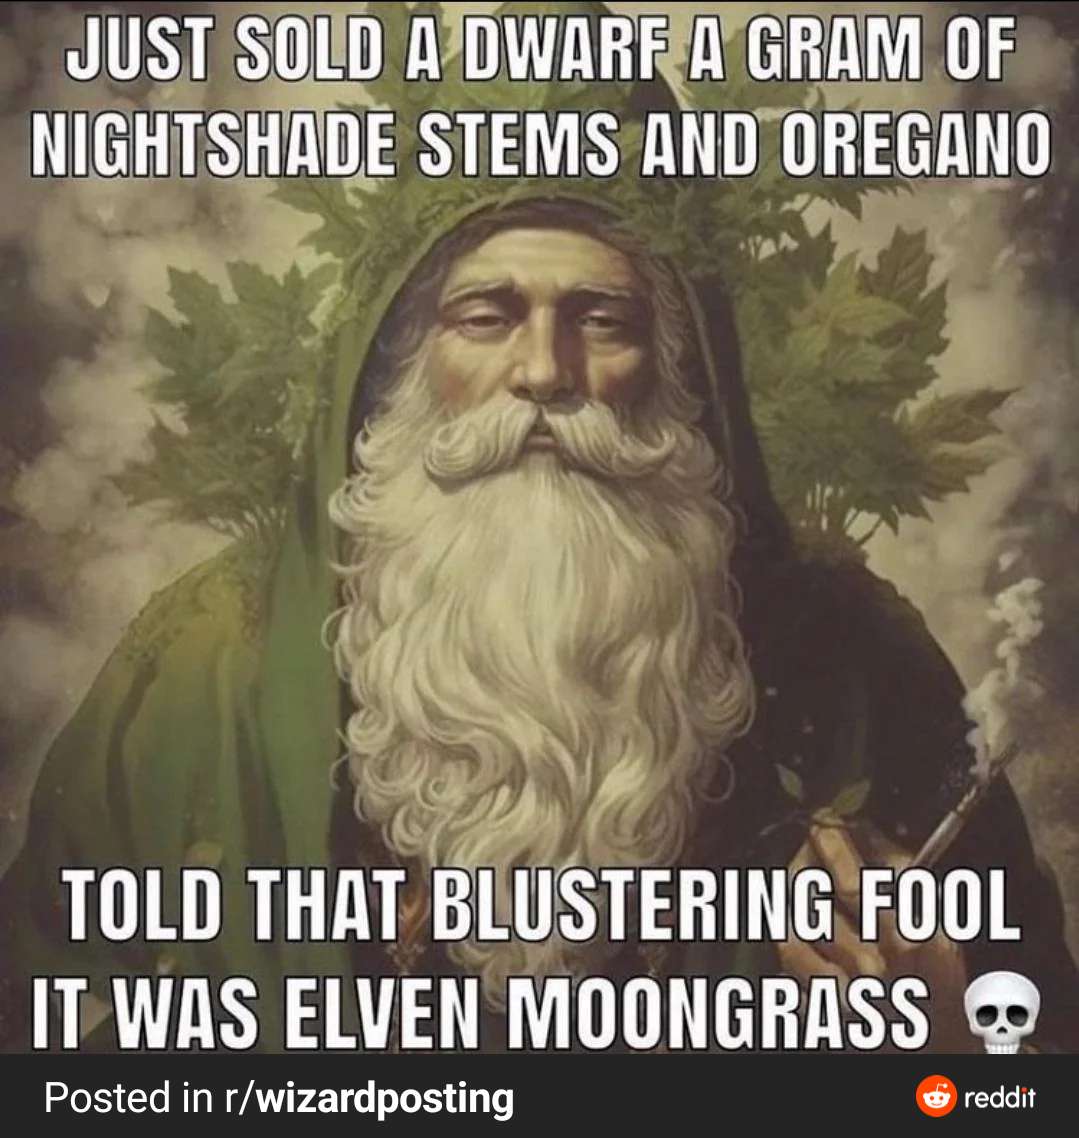 JUST SOLD A DWARF A GRAM OF
NIGHTSHADE STEMS AND OREGANO
TOLD THAT BLUSTERING FOOL
IT WAS ELVEN MOONGRASS 💀
Posted in r/wizardposting
reddit